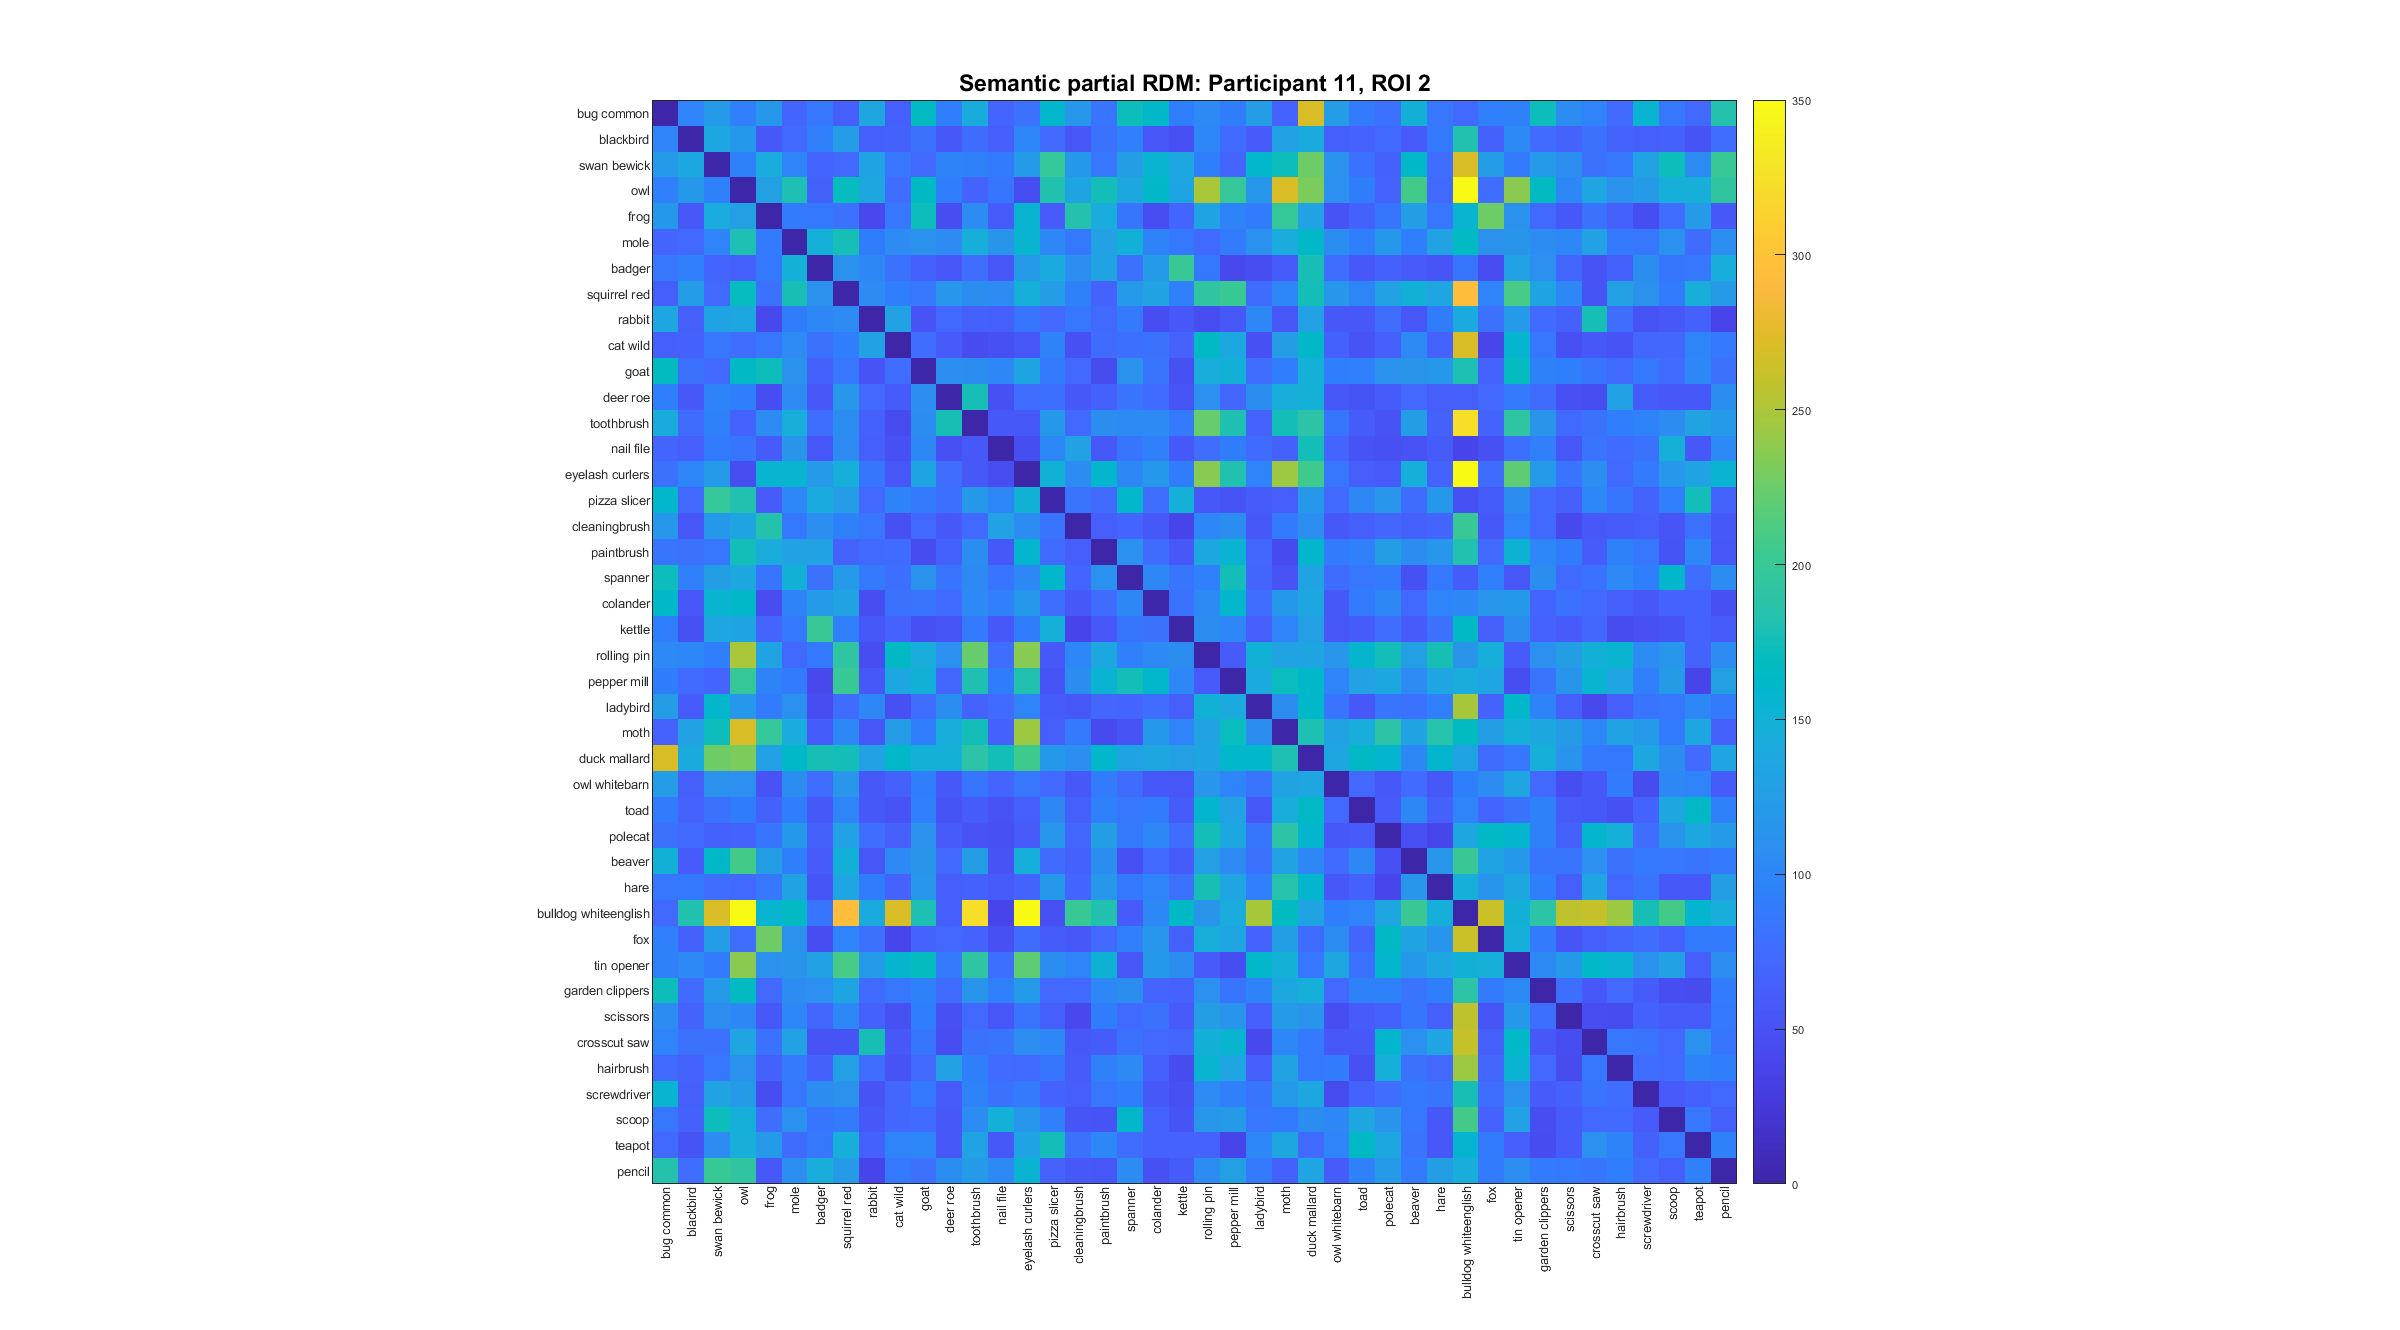 Semantic partial RDM: Participant 11, ROI 2
bug common
blackbird
swan bewick
owl
frog
mole
badger
squirrel red
rabbit
cat wild
goat
deer roe
toothbrush
nail file
eyelash curlers
pizza slicer
cleaningbrush
paintbrush
spanner
colander
kettle
rolling pin
pepper mill
ladybird
moth
duck mallard
owl whitebarn
toad
polecat
beaver
hare
bulldog whiteenglish
fox
tin opener
garden clippers
scissors
crosscut saw
hairbrush
screwdriver
scoop
teapot
pencil
bug common
blackbird
swan bewick
owl
frog
mole
badger
squirrel red
rabbit
cat wild
goat
deer roe
toothbrush
nail file
eyelash curlers
pizza slicer
cleaningbrush
paintbrush
spanner
colander
kettle
rolling pin
pepper mill
ladybird
moth
duck mallard
owl whitebarn
toad
polecat
beaver
hare
bulldog whiteenglish
fox
tin opener
garden clippers
scissors
crosscut saw
hairbrush
screwdriver
scoop
teapot
pencil
350
300
250
200
150
100
50
0